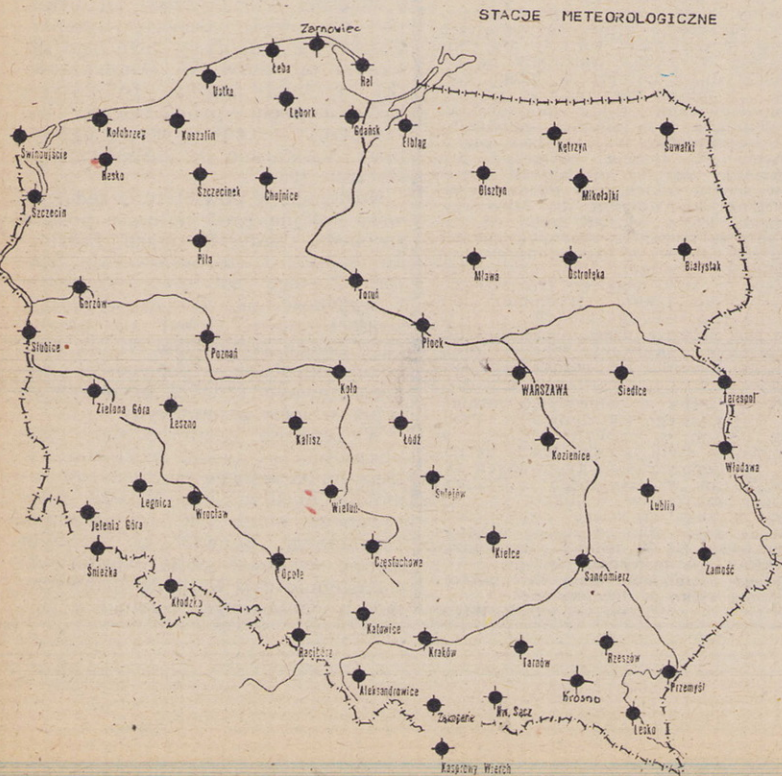 STACJE METEOROLOGICZNE
Żarnowiec
Łeba
Hel
Ustka
Lębork
Gdańsk
Elbląg
Kętrzyn
Suwałki
Świnoujście
Kołobrzeg
Koszalin
Resko
Szczecinek
Chojnice
Olsztyn
Mikołajki
Szczecin
Piła
Mława
Ostrołęka
Białystok
Gorzów
Toruń
Słubice
Poznań
Płock
Koło
WARSZAWA
Siedlce
Terespol
Zielona Góra
Leszno
Kalisz
Łódź
Kozienice
Włodawa
Legnica
Wrocław
Wieluń
Sulejów
Lublin
Jelenia Góra
Śnieżka
Częstochowa
Kielce
Zamość
Kłodzko
Opole
Sandomierz
Racibórz
Katowice
Kraków
Tarnów
Rzeszów
Przemyśl
Aleksandrowice
Zakopane
Nw. Sącz
Krosno
Lesko
Kasprowy Wierch